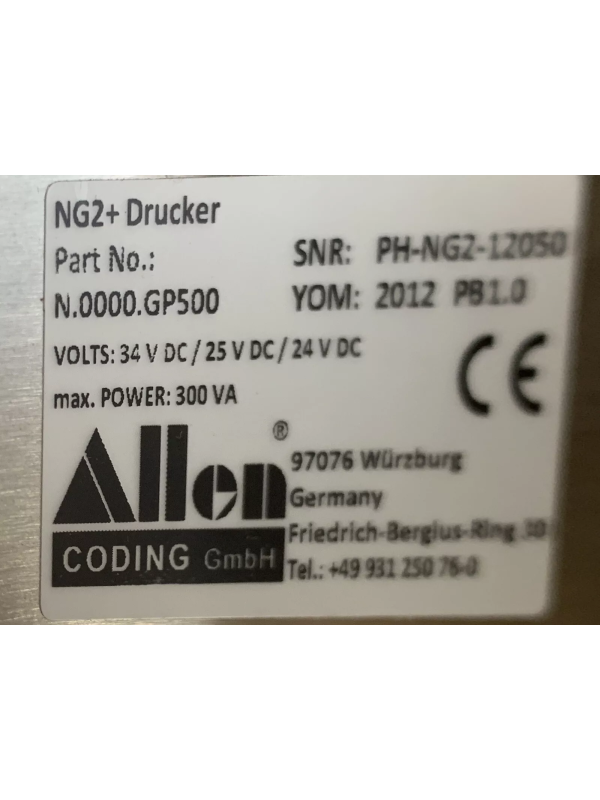 NG2+ Drucker
Part No.:
N.0000.GP500
SNR: PH-NG2-12050
YOM: 2012 PB1.0
VOLTS: 34 V DC / 25 V DC / 24 V DC
max. POWER: 300 VA
CE
Allen®
CODING GmbH
97076 Würzburg
Germany
Friedrich-Bergius-Ring 30
Tel.: +49 931 250 76-0